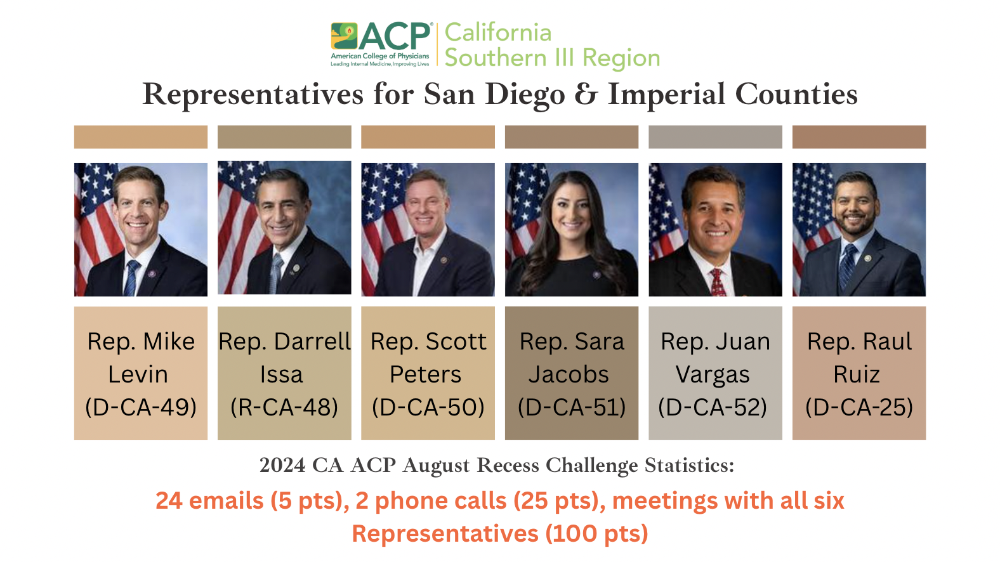 ACP®
American College of Physicians
Leading Internal Medicine, Improving Lives
California
Southern III Region
Representatives for San Diego & Imperial Counties
Rep. Mike
Levin
(D-CA-49)
Rep. Darrell
Issa
(R-CA-48)
Rep. Scott
Peters
(D-CA-50)
Rep. Sara
Jacobs
(D-CA-51)
Rep. Juan
Vargas
(D-CA-52)
Rep. Raul
Ruiz
(D-CA-25)
2024 CA ACP August Recess Challenge Statistics:
24 emails (5 pts), 2 phone calls (25 pts), meetings with all six
Representatives (100 pts)